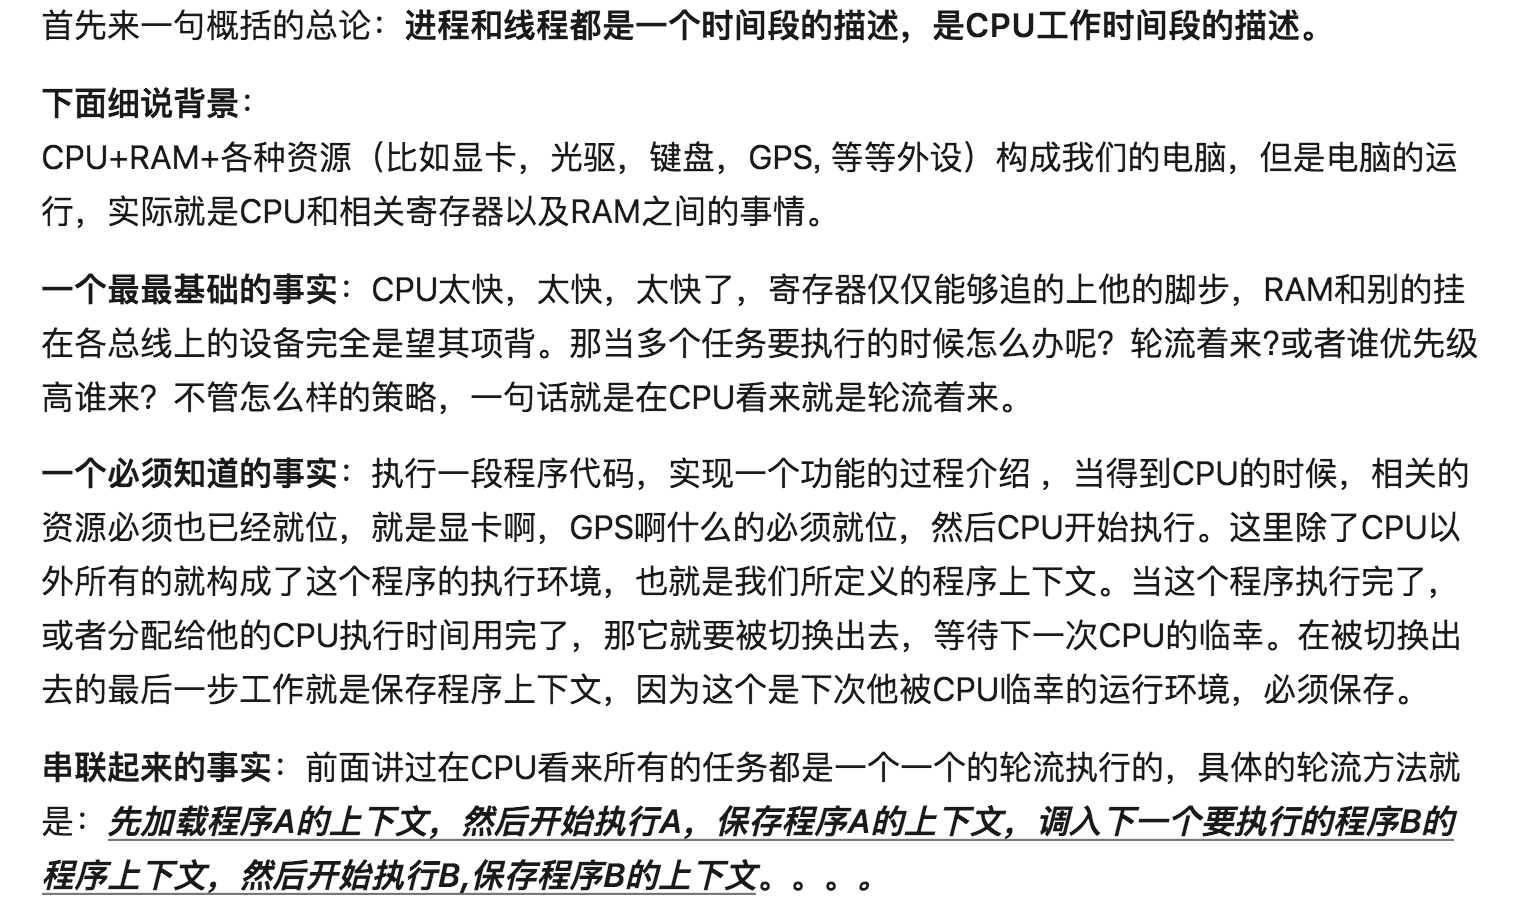 首先来一句概括的总论：进程和线程都是一个时间段的描述，是CPU工作时间段的描述。
下面细说背景：
CPU+RAM+各种资源（比如显卡，光驱，键盘，GPS, 等等外设）构成我们的电脑，但是电脑的运
行，实际就是CPU和相关寄存器以及RAM之间的事情。
一个最最基础的事实：CPU太快，太快，太快了，寄存器仅仅能够追的上他的脚步，RAM和别的挂
在各总线上的设备完全是望其项背。那当多个任务要执行的时候怎么办呢？轮流着来?或者谁优先级
高谁来？不管怎么样的策略，一句话就是在CPU看来就是轮流着来。
一个必须知道的事实：执行一段程序代码，实现一个功能的过程介绍 ，当得到CPU的时候，相关的
资源必须也已经就位，就是显卡啊，GPS啊什么的必须就位，然后CPU开始执行。这里除了CPU以
外所有的就构成了这个程序的执行环境，也就是我们所定义的程序上下文。当这个程序执行完了，
或者分配给他的CPU执行时间用完了，那它就要被切换出去，等待下一次CPU的临幸。在被切换出
去的最后一步工作就是保存程序上下文，因为这个是下次他被CPU临幸的运行环境，必须保存。
串联起来的事实：前面讲过在CPU看来所有的任务都是一个一个的轮流执行的，具体的轮流方法就
是：先加载程序A的上下文，然后开始执行A，保存程序A的上下文，调入下一个要执行的程序B的
程序上下文，然后开始执行B,保存程序B的上下文。。。。